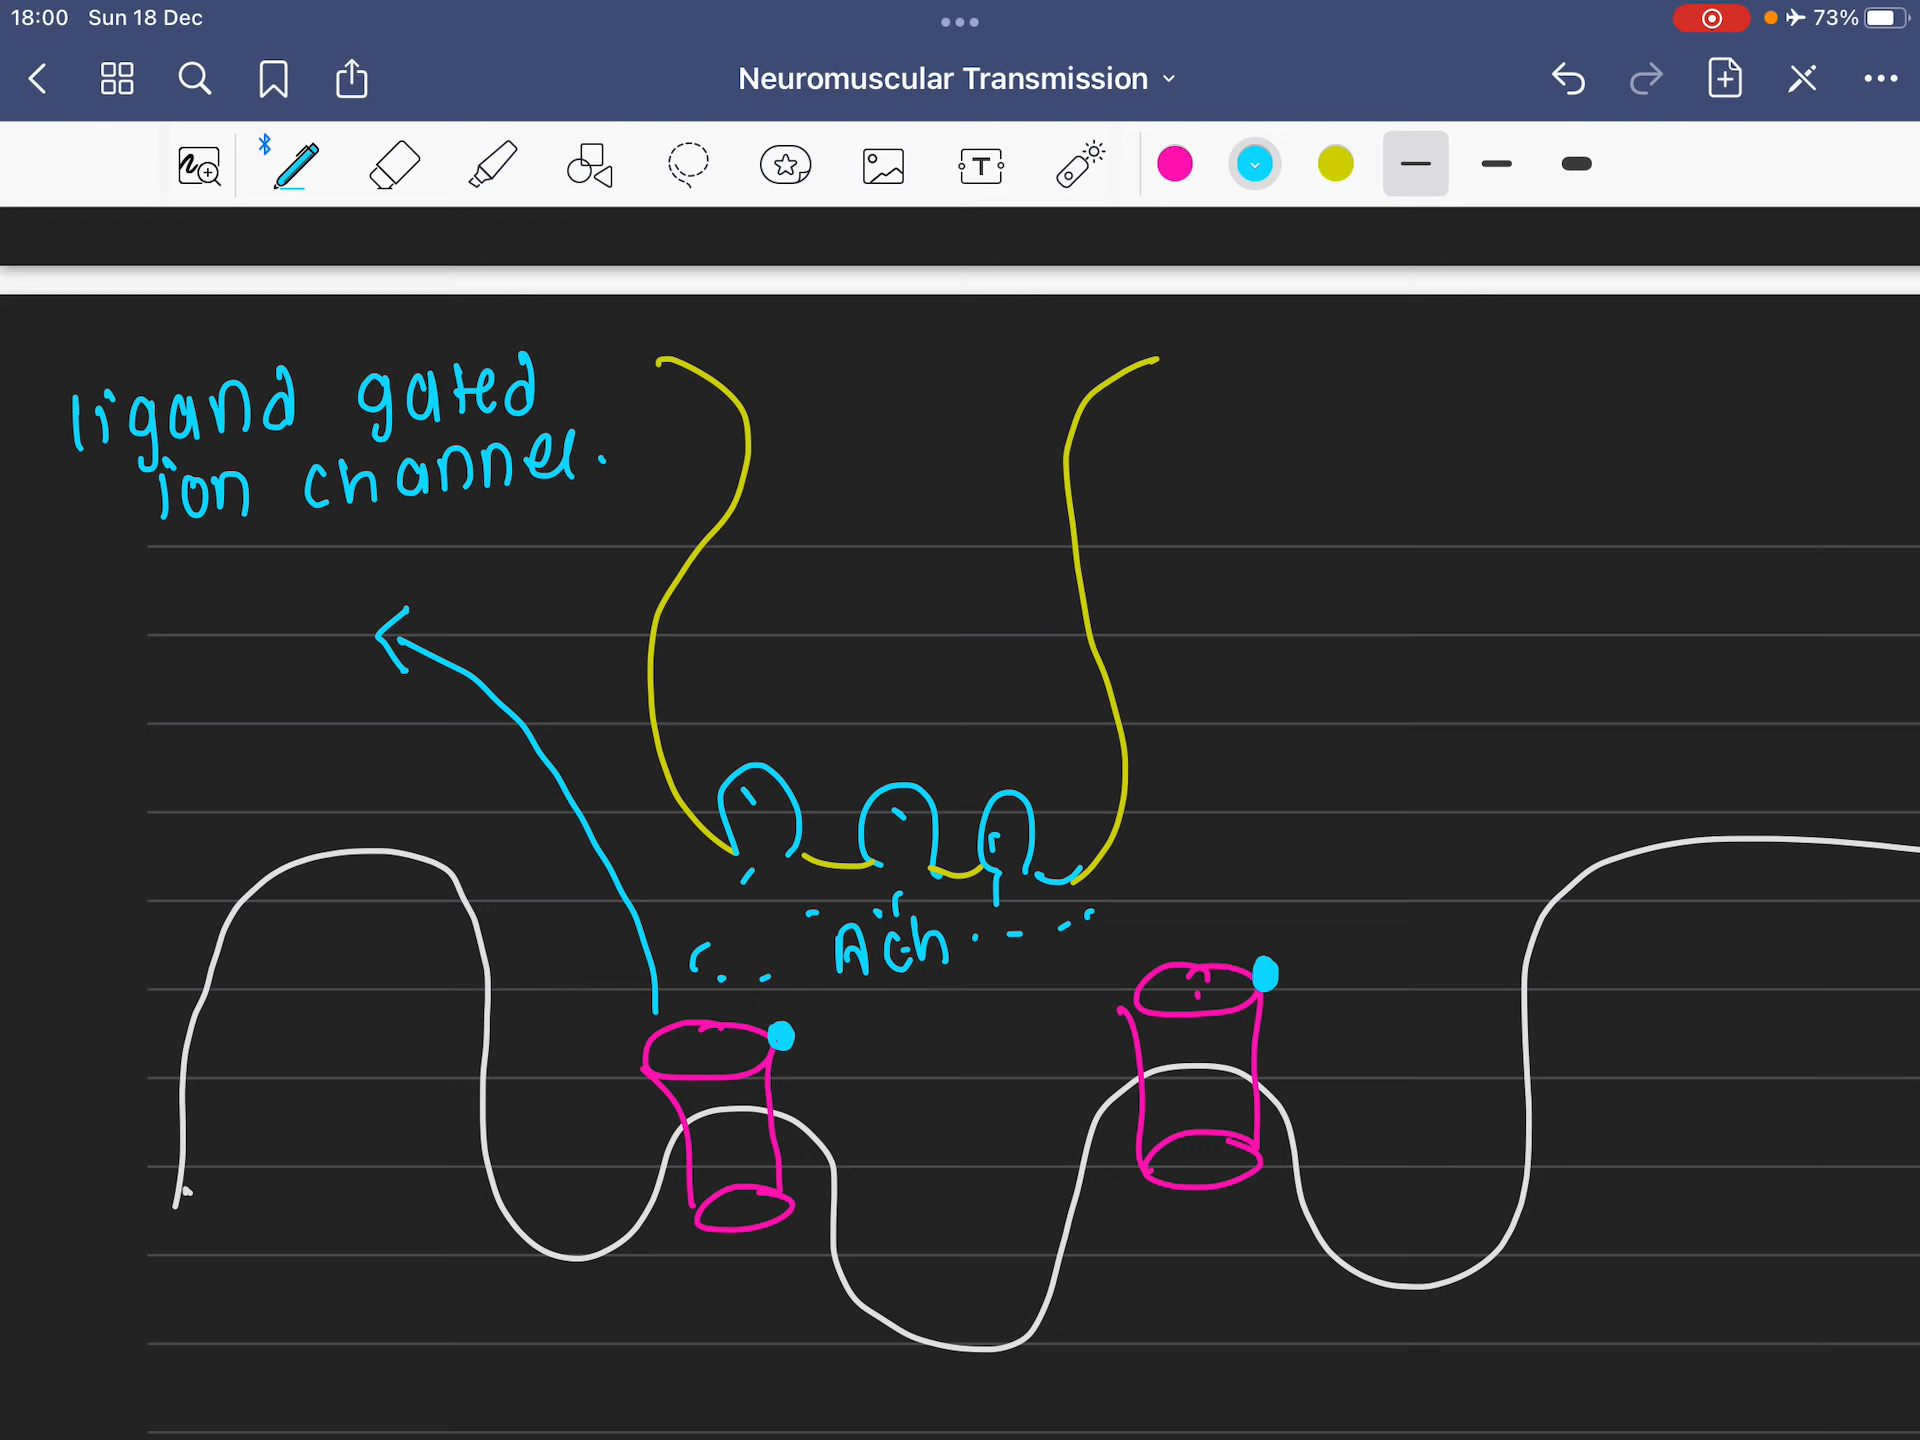 18:00 Sun 18 Dec
73%
Neuromuscular Transmission
T
ligand gated
ion channel.
Ach